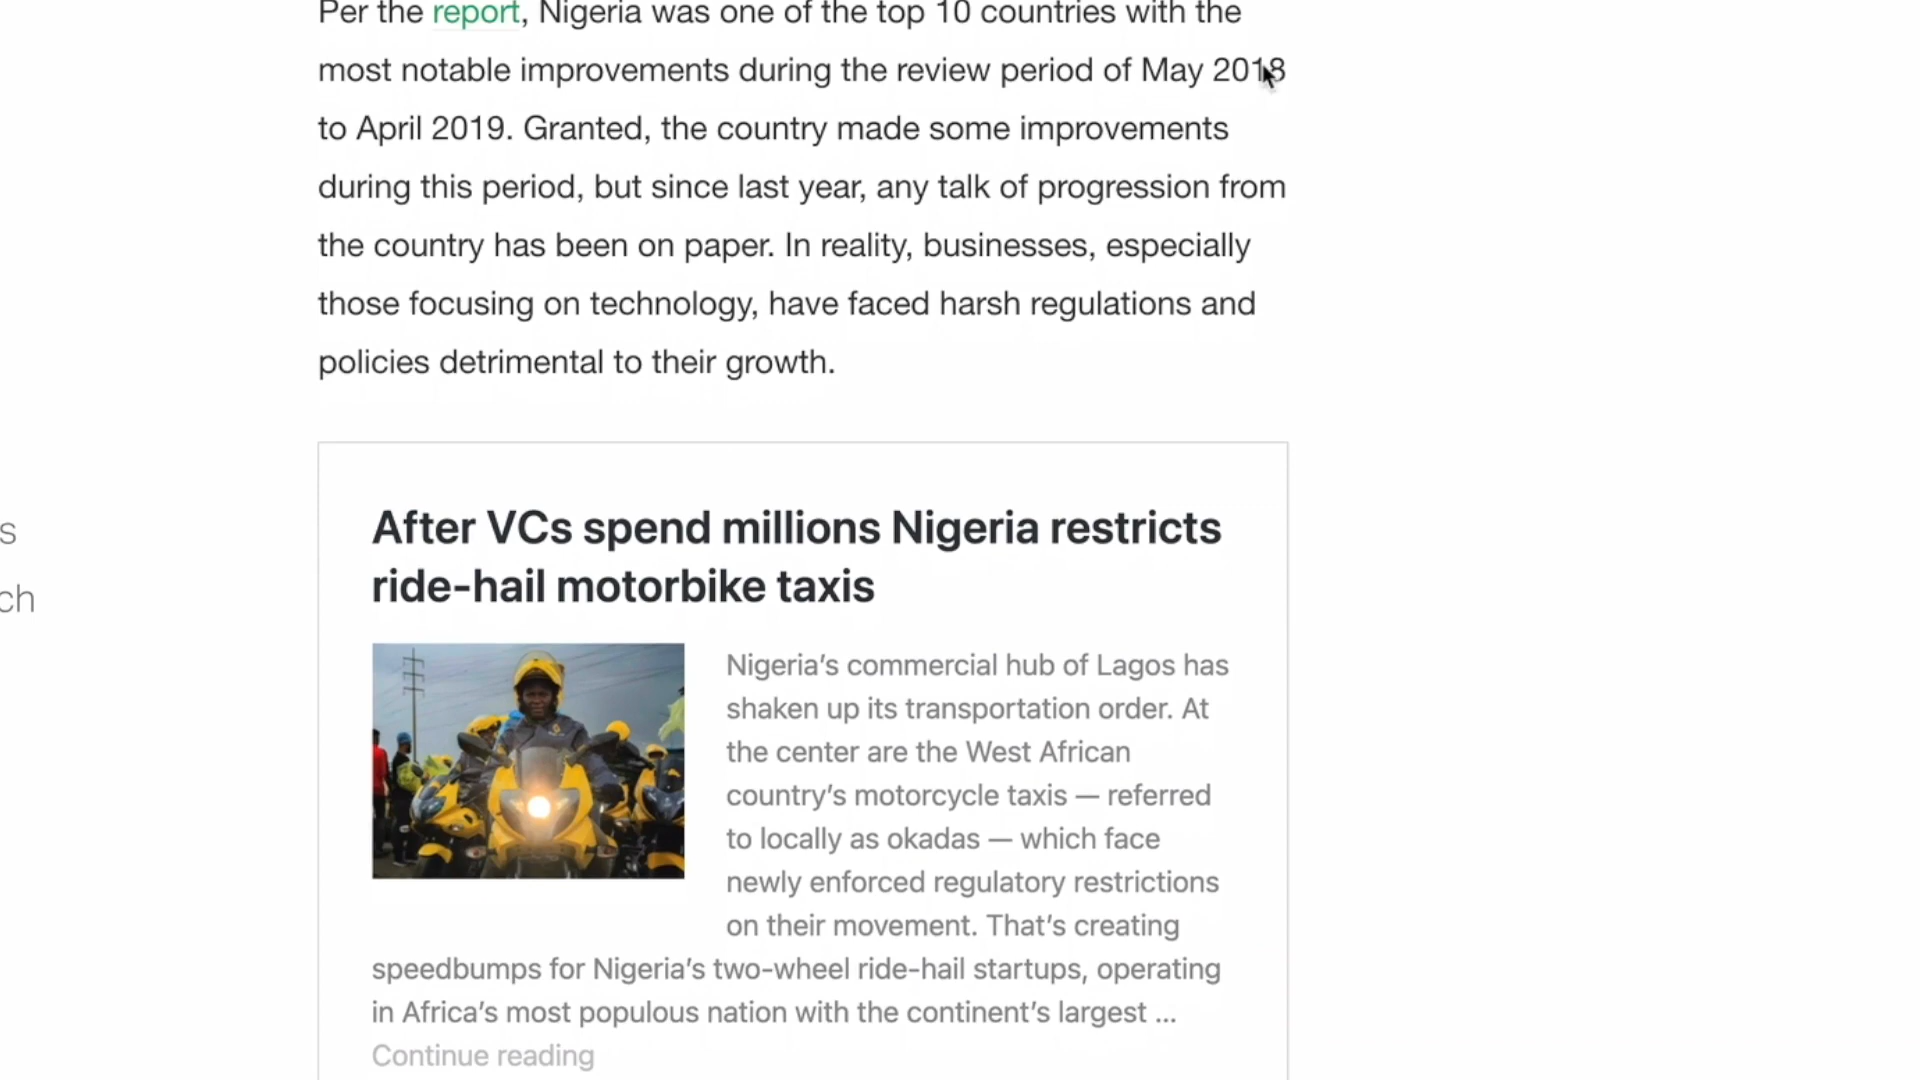 Per the report, Nigeria was one of the top 10 countries with the
most notable improvements during the review period of May 2018
to April 2019. Granted, the country made some improvements
during this period, but since last year, any talk of progression from
the country has been on paper. In reality, businesses, especially
those focusing on technology, have faced harsh regulations and
policies detrimental to their growth.
s
ch
After VCs spend millions Nigeria restricts
ride-hail motorbike taxis
Nigeria’s commercial hub of Lagos has
shaken up its transportation order. At
the center are the West African
country’s motorcycle taxis — referred
to locally as okadas — which face
newly enforced regulatory restrictions
on their movement. That’s creating
speedbumps for Nigeria’s two-wheel ride-hail startups, operating
in Africa’s most populous nation with the continent’s largest ...
Continue reading